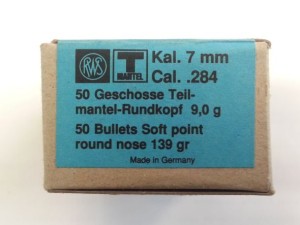 RWS
T
MANTEL
Kal. 7 mm
Cal. .284
50 Geschosse Teil-
mantel-Rundkopf 9,0 g
50 Bullets Soft point
round nose 139 gr
Made in Germany